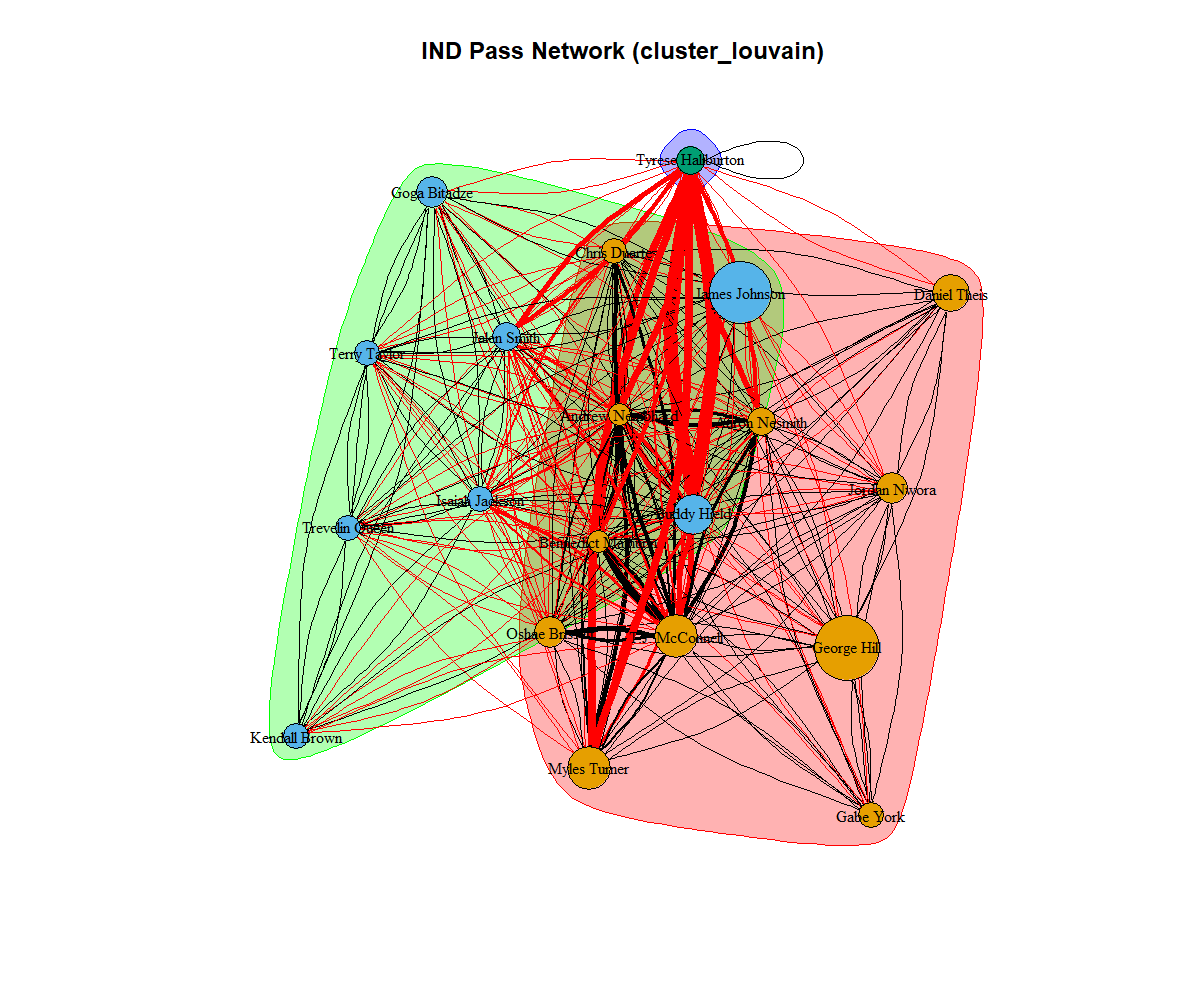 IND Pass Network (cluster_louvain)
Tyrese Haliburton
Goga Bitadze
Chris Duarte
James Johnson
Daniel Theis
Jalen Smith
Terry Taylor
Andrew Nembhard
Aaron Nesmith
Jordan Nwora
Isaiah Jackson
Buddy Hield
Trevelin Queen
Benedict Mathurin
Oshae Brissett
McConnell
George Hill
Kendall Brown
Myles Turner
Gabe York